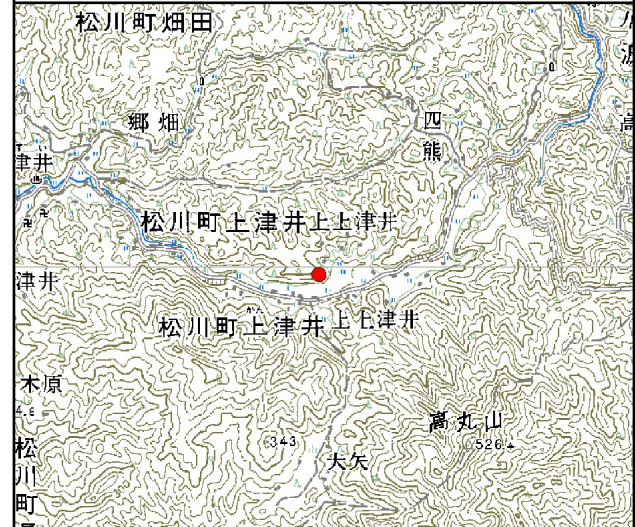 松川町畑田
郷畑
四熊
津井
松川町上津井
上上津井
津井
かん
松川町上津井
上上津井
木原
高丸山
526.4
343
大矢
松川町